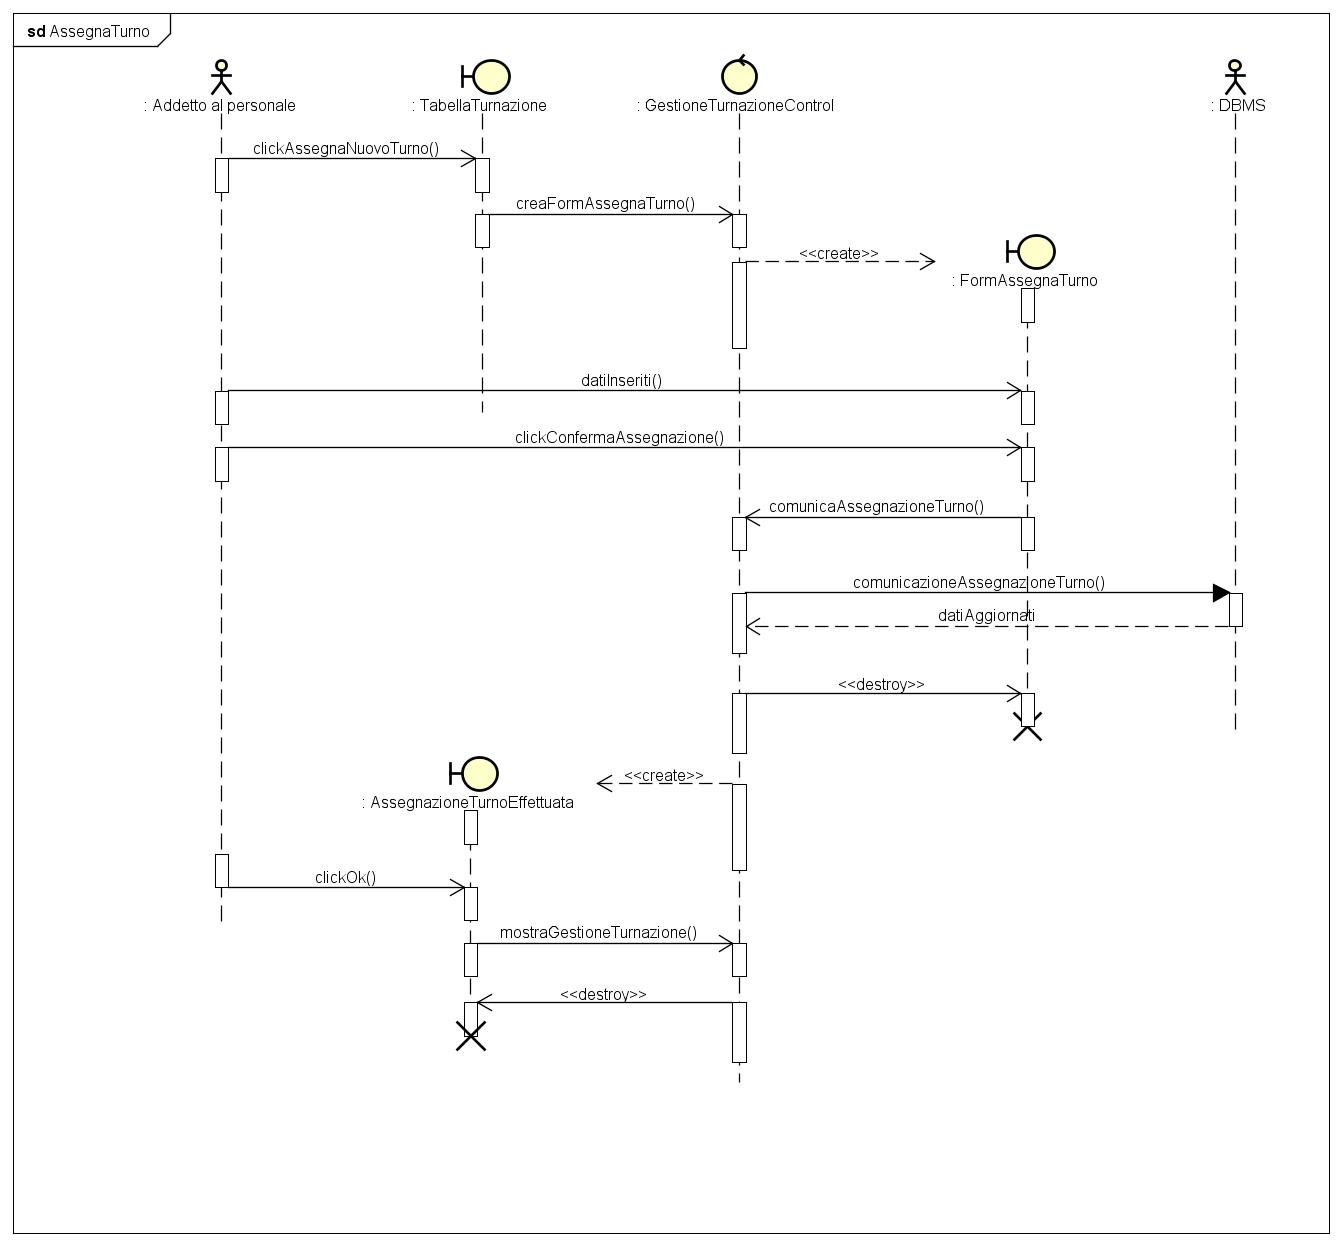 sd AssegnaTurno
: Addetto al personale
: TabellaTurnazione
: GestioneTurnazioneControl
: DBMS
clickAssegnaNuovoTurno()
creaFormAssegnaTurno()
<<create>>
: FormAssegnaTurno
datiInseriti()
clickConfermaAssegnazione()
comunicaAssegnazioneTurno()
comunicazioneAssegnazioneTurno()
datiAggiornati
<<destroy>>
<<create>>
: AssegnazioneTurnoEffettuata
clickOk()
mostraGestioneTurnazione()
<<destroy>>